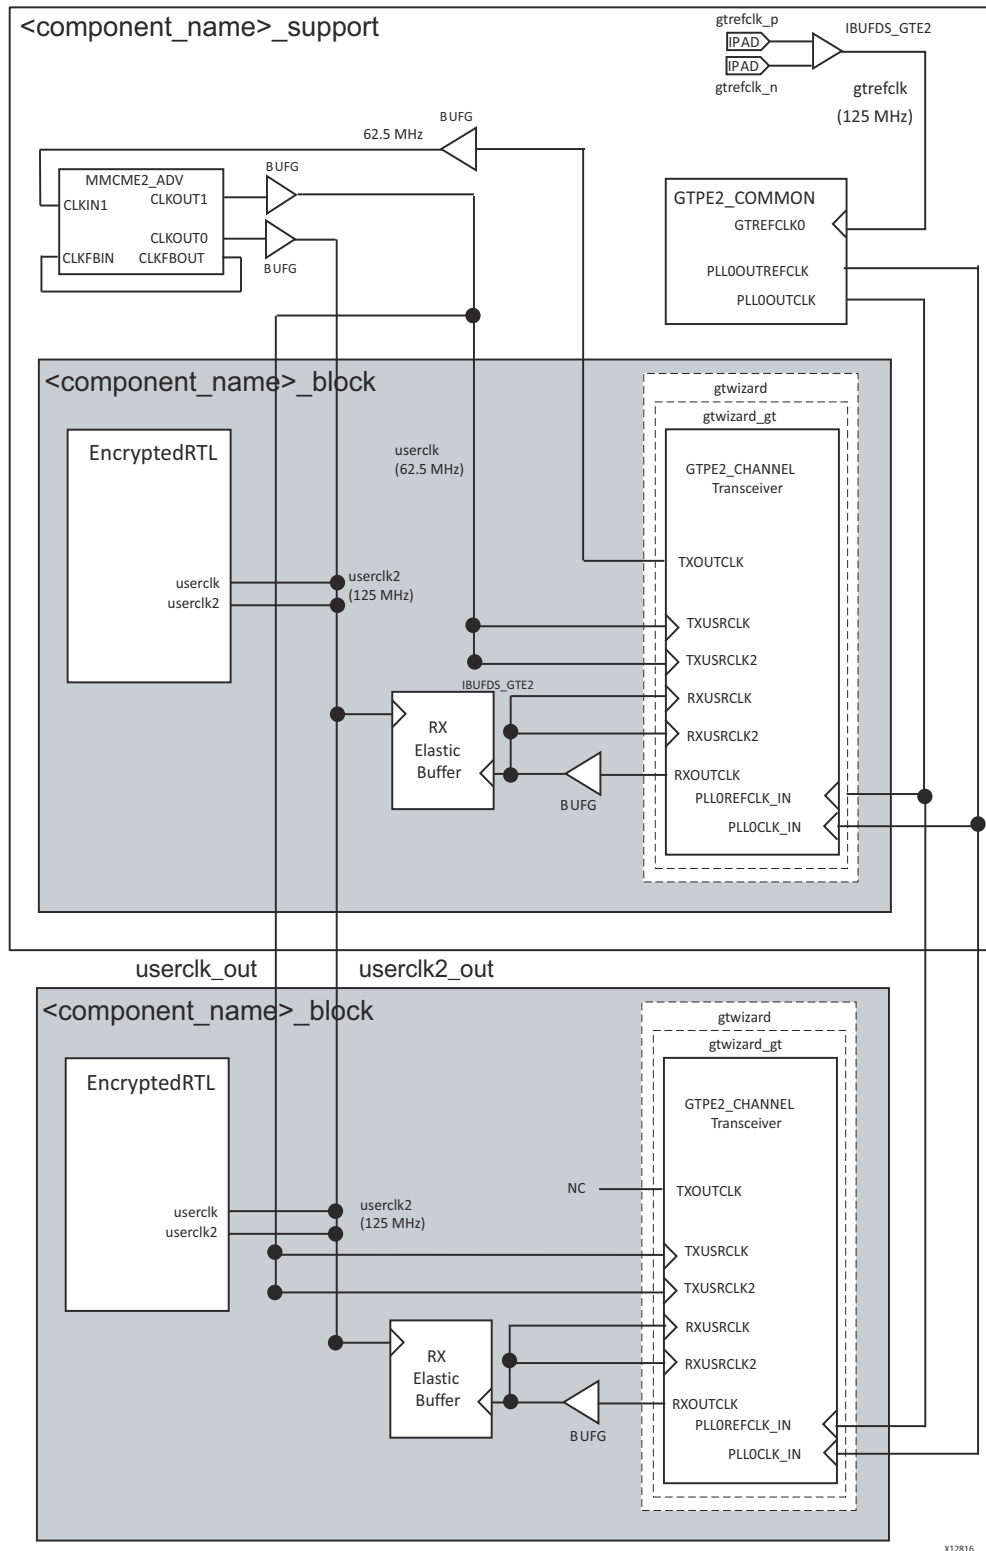 <component_name>_support
gtrefclk_p
IBUFDS_GTE2
IPAD
IPAD
gtrefclk_n
gtrefclk
(125 MHz)
BUFG
62.5 MHz
BUFG
MMCME2_ADV
CLKIN1
CLKOUT1
CLKOUT0
CLKFBIN
CLKFBOUT
BUFG
GTPE2_COMMON
GTREFCLK0
PLL0OUTREFCLK
PLL0OUTCLK
<component_name>_block
gtwizard
gtwizard_gt
EncryptedRTL
userclk
(62.5 MHz)
GTPE2_CHANNEL
Transceiver
TXOUTCLK
userclk
userclk2
userclk2
(125 MHz)
TXUSRCLK
TXUSRCLK2
IBUFDS_GTE2
RXUSRCLK
RX
Elastic
Buffer
RXUSRCLK2
RXOUTCLK
BUFG
PLL0REFCLK_IN
PLL0CLK_IN
userclk_out
userclk2_out
<component_name>_block
gtwizard
gtwizard_gt
EncryptedRTL
GTPE2_CHANNEL
Transceiver
NC
TXOUTCLK
userclk
userclk2
userclk2
(125 MHz)
TXUSRCLK
TXUSRCLK2
RXUSRCLK
RX
Elastic
Buffer
RXUSRCLK2
RXOUTCLK
BUFG
PLL0REFCLK_IN
PLL0CLK_IN
X12816